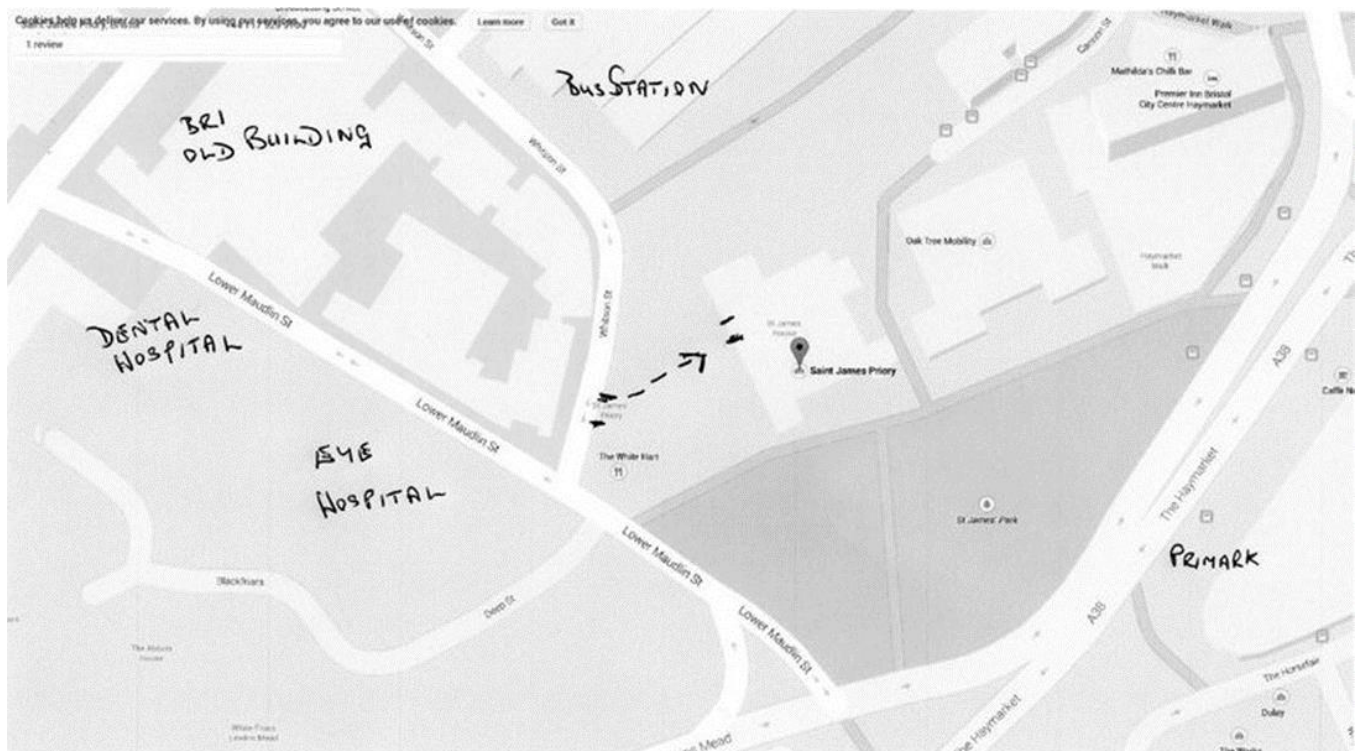 Cookies help us deliver our services. By using our services, you agree to our use of cookies.
Learn more
Got it
1 review
Haymarket Walk
Mathilda's Chilli Bar
Premier Inn Bristol
City Centre Haymarket
BUS STATION
BRI
OLD BUILDING
Whitson St
Oak Tree Mobility
Haymarket
Walk
Lower Maudlin St
Whitson St
DENTAL
HOSPITAL
St James
Saint James Priory
A38
St James
Priory
Lower Maudlin St
The White Hart
EYE
HOSPITAL
The Haymarket
St James' Park
Lower Maudlin St
PRIMARK
Blackfriars
Deep St
A38
Lower Maudlin St
The Horsefair
The Haymarket